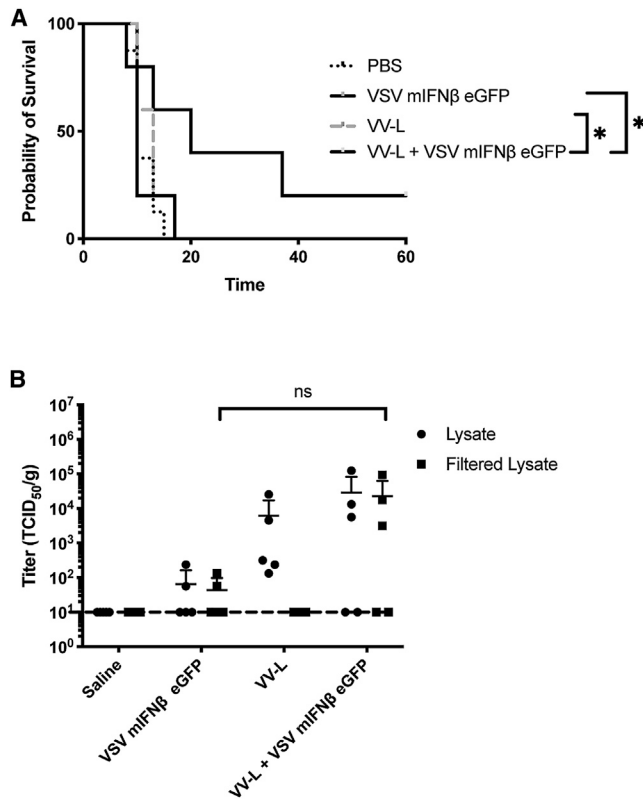 A
Probability of Survival
100
50
0
0
20
40
60
Time
PBS
VSV mIFNβ eGFP
VV-L
VV-L + VSV mIFNβ eGFP
*
*
B
Titer (TCID50/g)
10⁷
10⁶
10⁵
10⁴
10³
10²
10¹
10⁰
ns
Lysate
Filtered Lysate
Saline
VSV mIFNβ eGFP
VV-L
VV-L + VSV mIFNβ eGFP